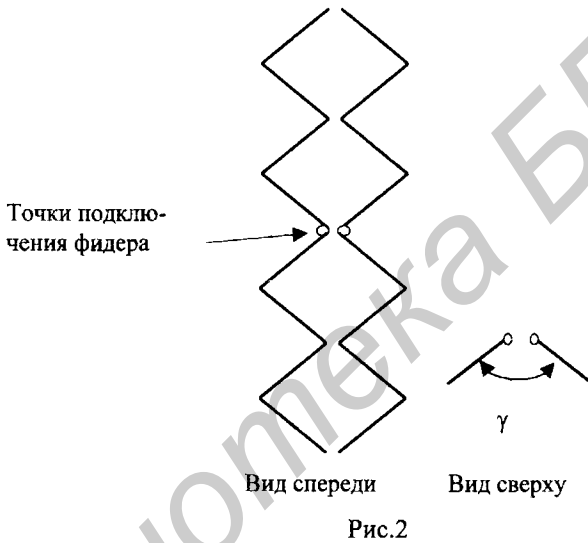 Точки подклю-
чения фидера
γ
Вид спереди
Вид сверху
Рис.2